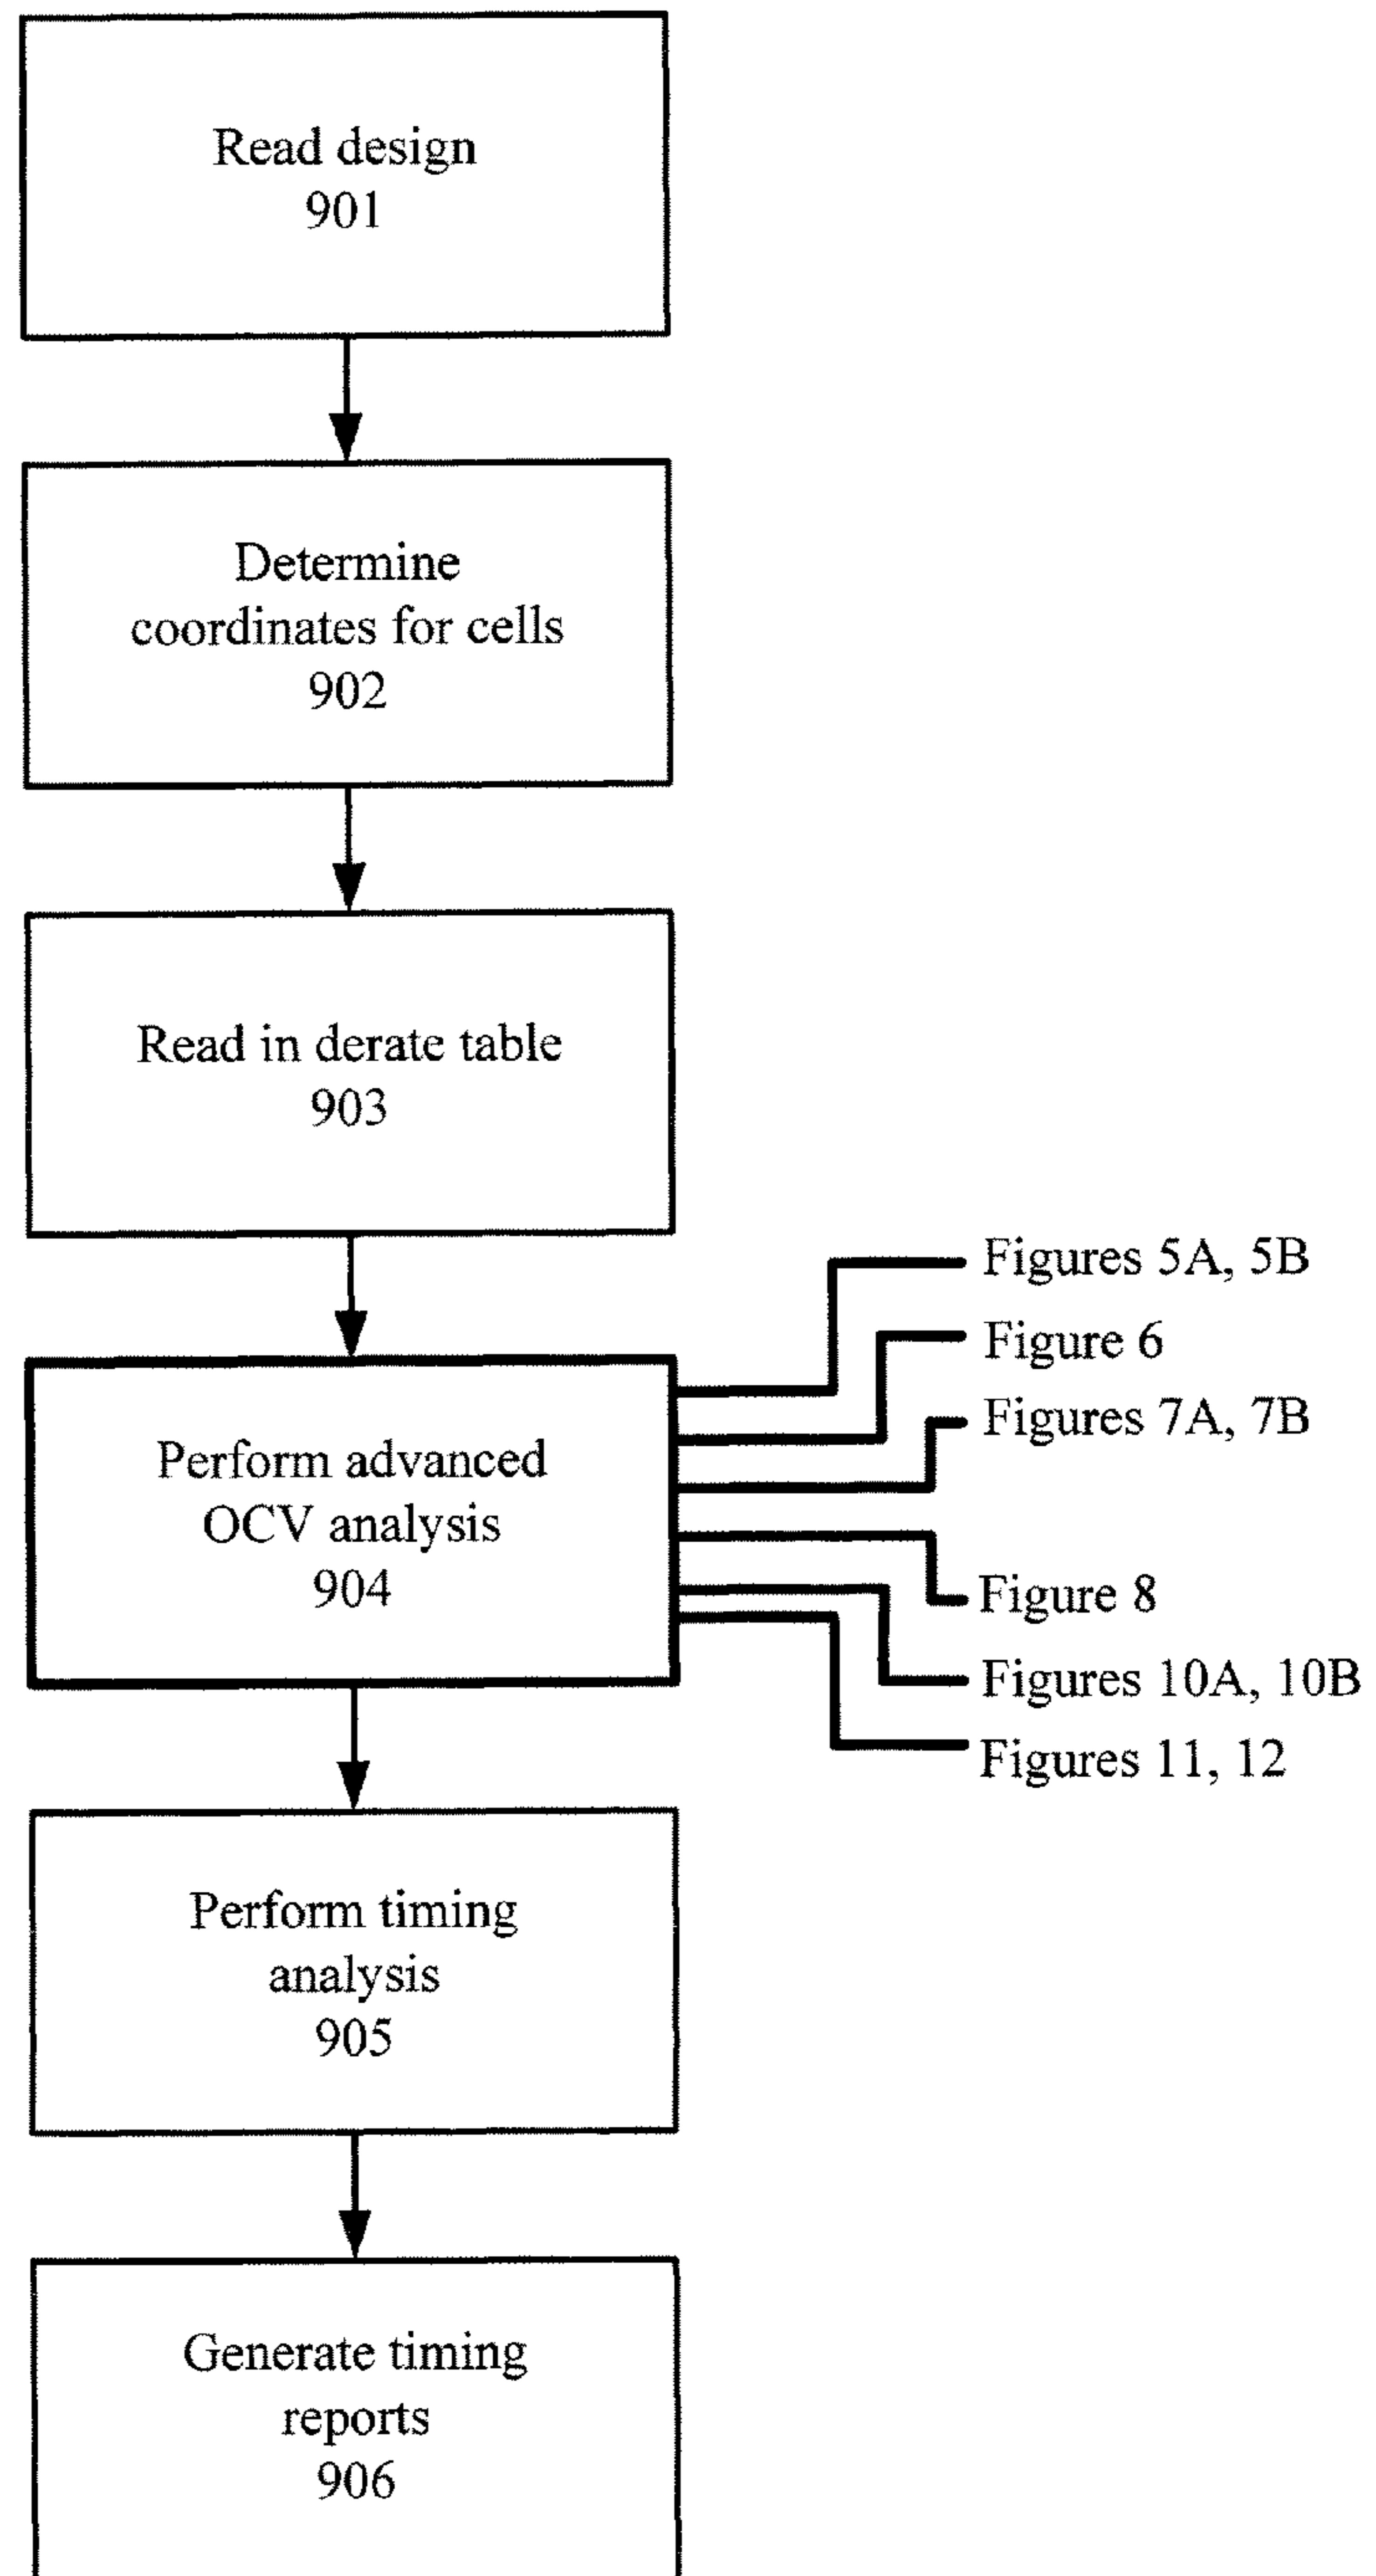 Read design
901
Determine
coordinates for cells
902
Read in derate table
903
Figures 5A, 5B
Figure 6
Figures 7A, 7B
Perform advanced
OCV analysis
904
Figure 8
Figures 10A, 10B
Figures 11, 12
Perform timing
analysis
905
Generate timing
reports
906